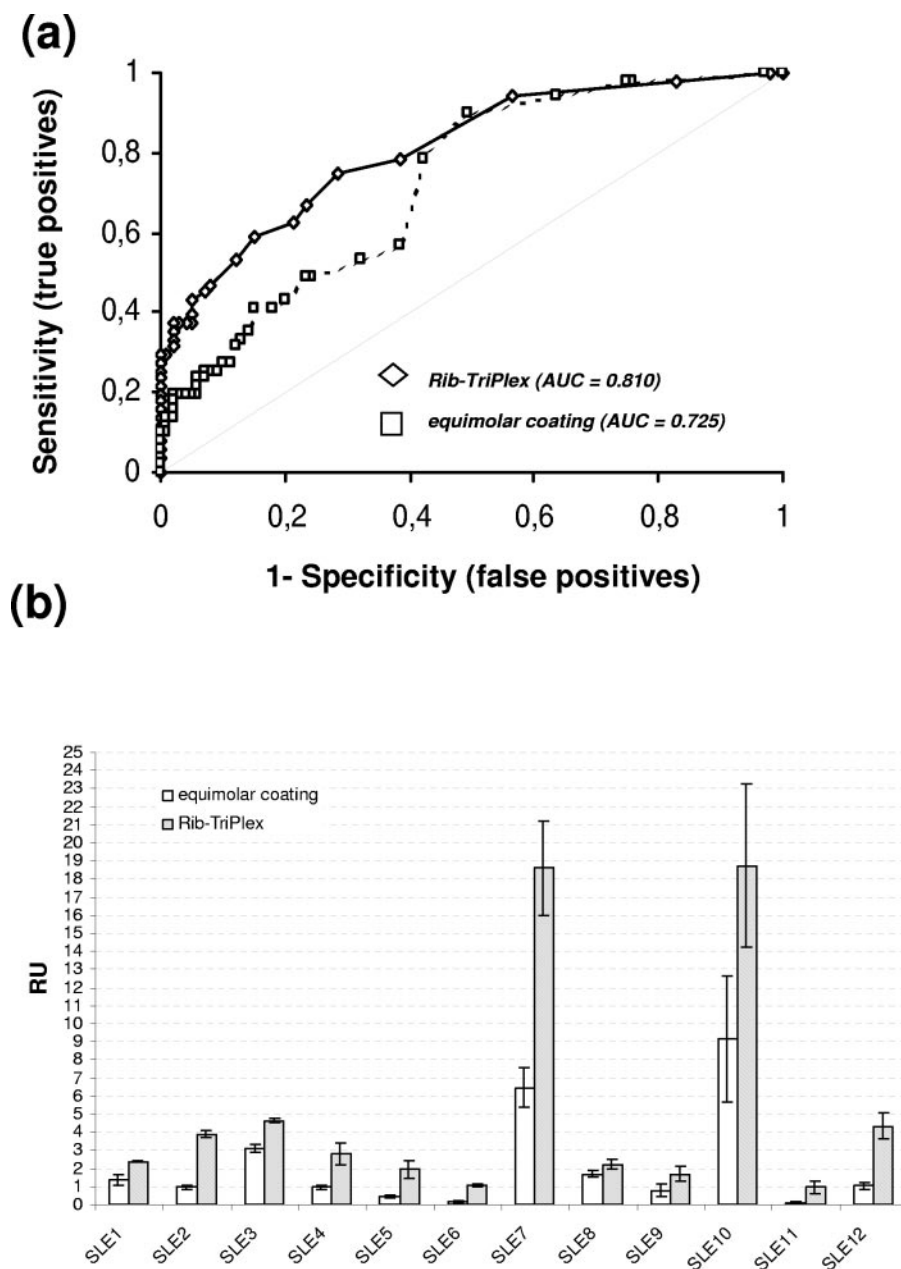 (a)
Sensitivity (true positives)
1
0,8
0,6
0,4
0,2
0
Rib-TriPlex (AUC = 0.810)
equimolar coating (AUC = 0.725)
0 0,2 0,4 0,6 0,8 1
1- Specificity (false positives)
(b)
RU
25
24
23
22
21
20
19
18
17
16
15
14
13
12
11
10
9
8
7
6
5
4
3
2
1
0
equimolar coating
Rib-TriPlex
SLE1 SLE2 SLE3 SLE4 SLE5 SLE6 SLE7 SLE8 SLE9 SLE10 SLE11 SLE12